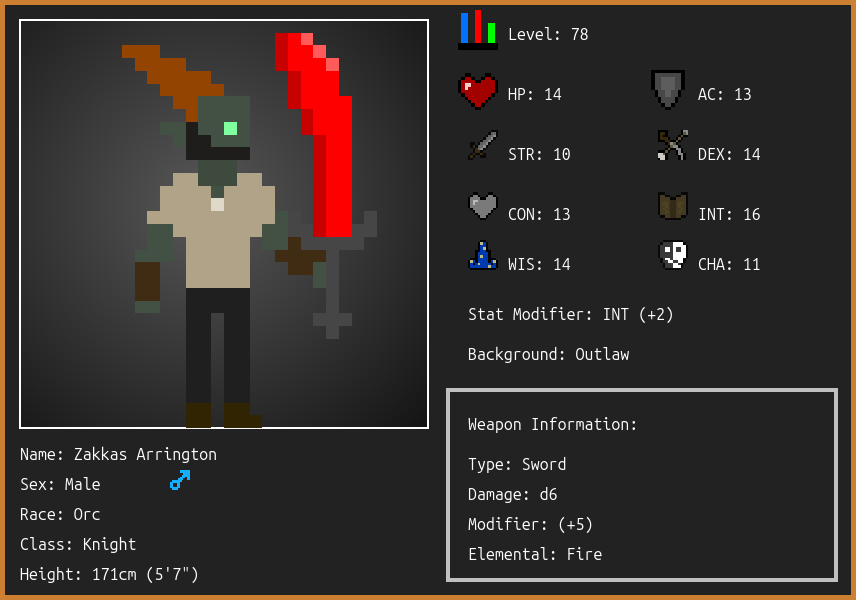 Level: 78
HP: 14
AC: 13
STR: 10
DEX: 14
CON: 13
INT: 16
WIS: 14
CHA: 11
Stat Modifier: INT (+2)
Background: Outlaw
Weapon Information:
Type: Sword
Damage: d6
Modifier: (+5)
Elemental: Fire
Name: Zakkas Arrington
Sex: Male
Race: Orc
Class: Knight
Height: 171cm (5'7")